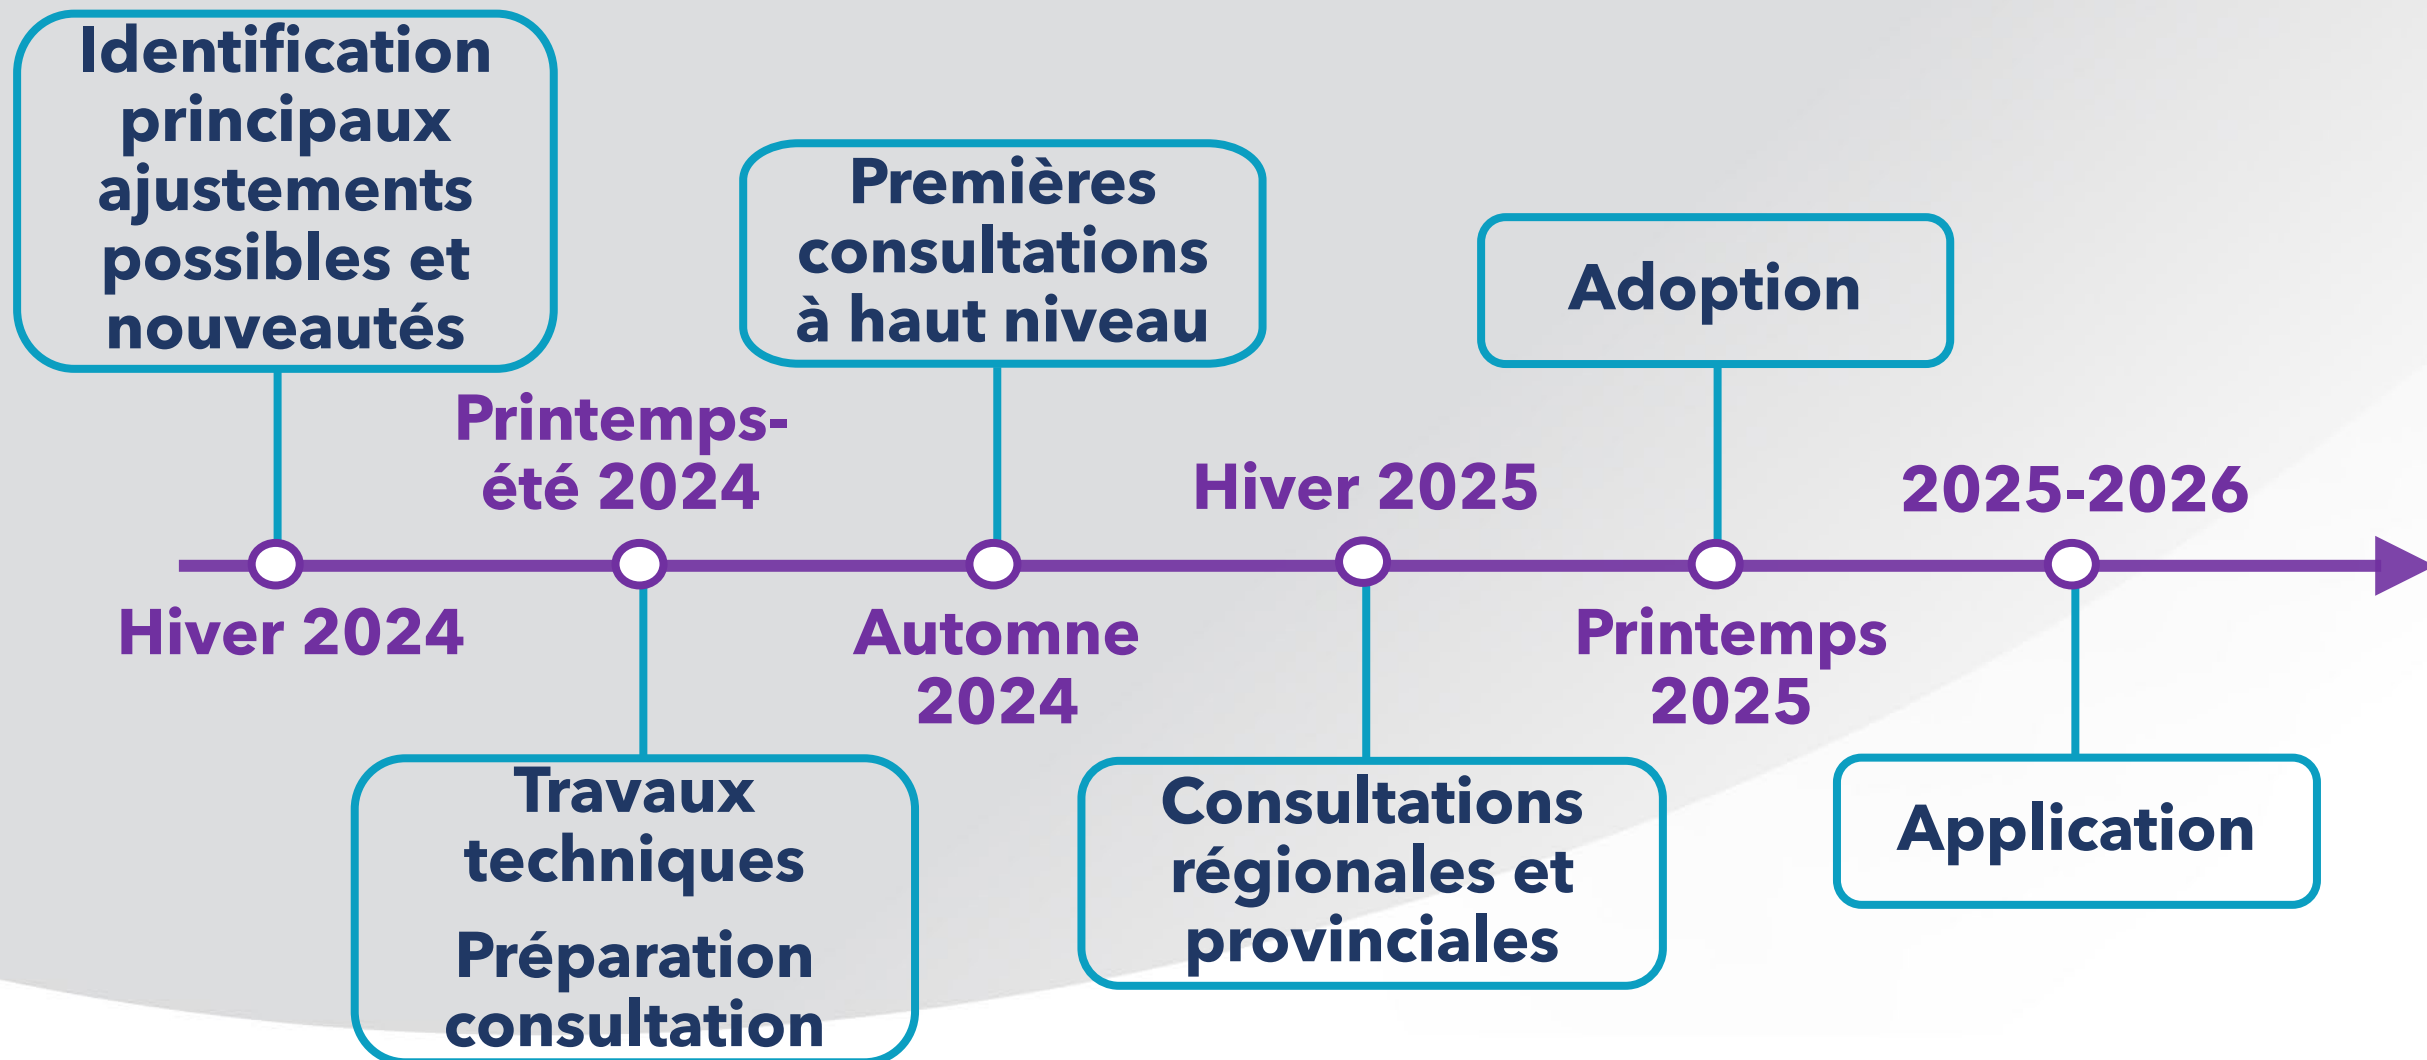 Identification
principaux
ajustements
possibles et
nouveautés
Hiver 2024
Printemps-
été 2024
Travaux
techniques
Préparation
consultation
Premières
consultations
à haut niveau
Automne
2024
Hiver 2025
Consultations
régionales et
provinciales
Adoption
Printemps
2025
2025-2026
Application